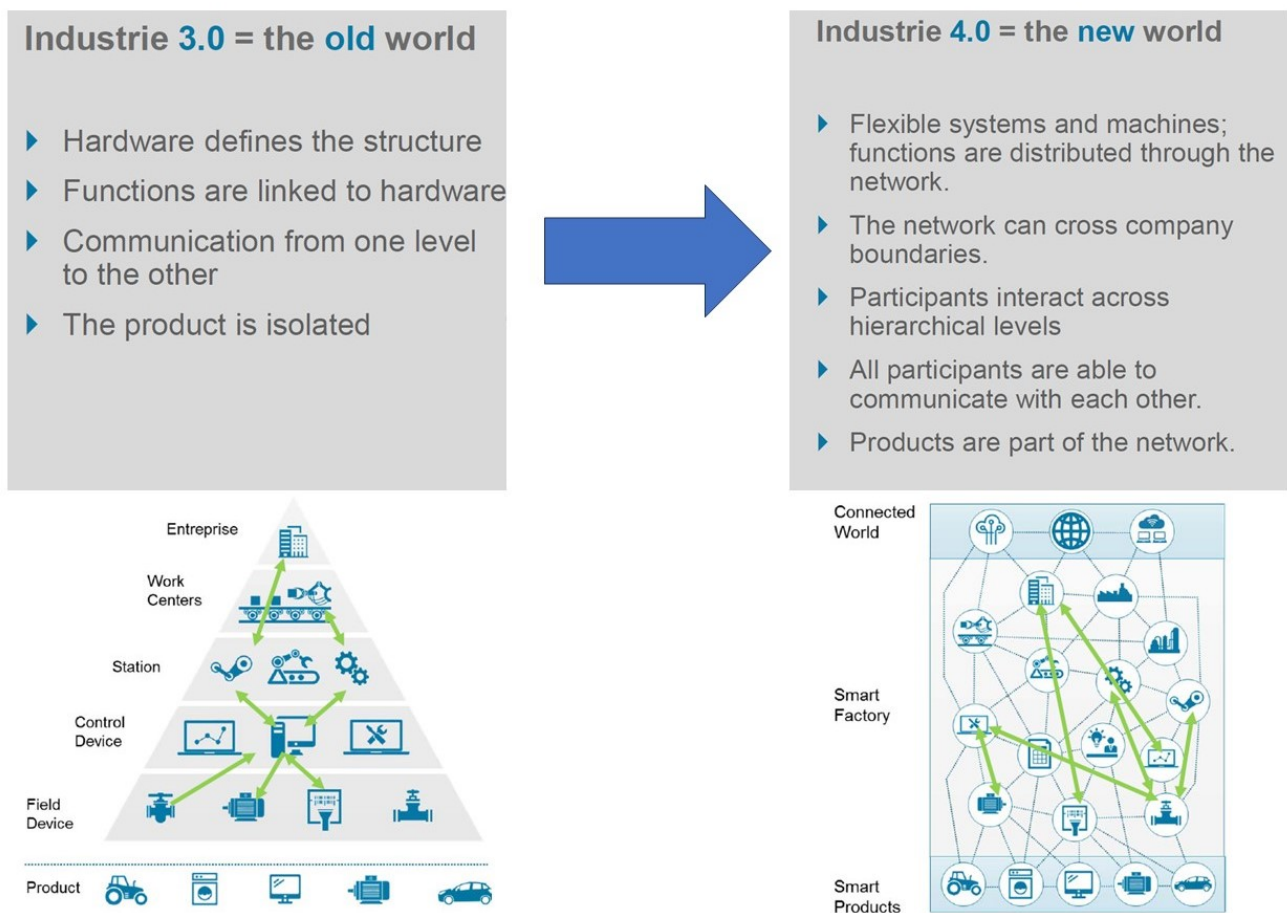 Industrie 3.0 = the old world
Hardware defines the structure
Functions are linked to hardware
Communication from one level
to the other
The product is isolated
Industrie 4.0 = the new world
Flexible systems and machines;
functions are distributed through the
network.
The network can cross company
boundaries.
Participants interact across
hierarchical levels
All participants are able to
communicate with each other.
Products are part of the network.
Entreprise
Work
Centers
Station
Control
Device
Field
Device
Product
Connected
World
Smart
Factory
Smart
Products